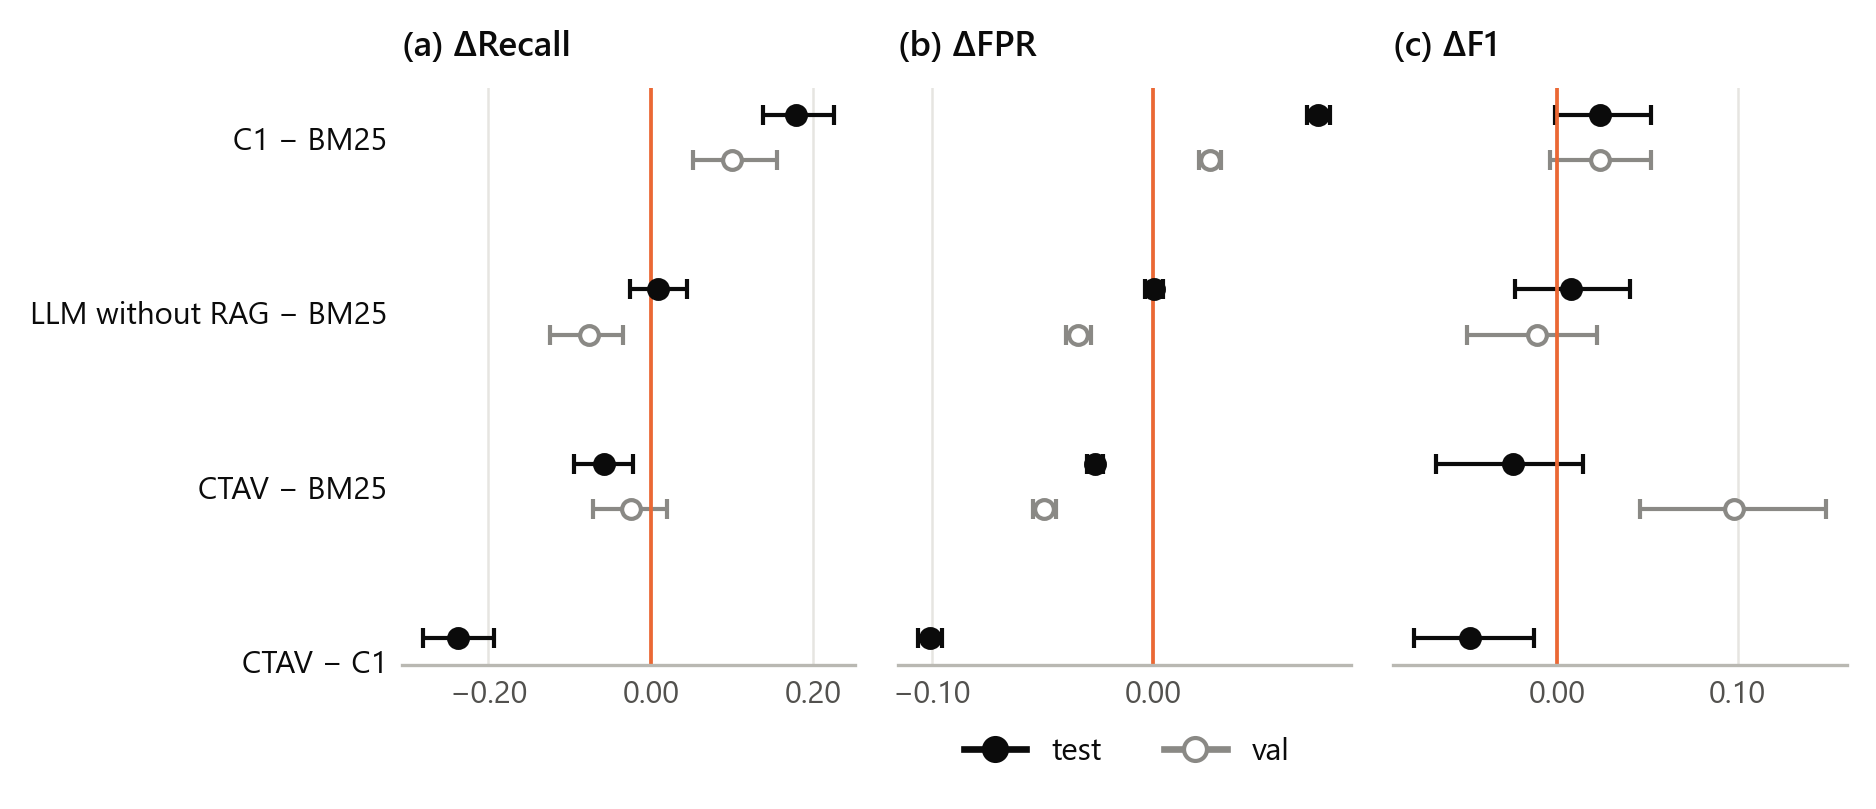 (a) ΔRecall
(b) ΔFPR
(c) ΔF1
C1 − BM25
LLM without RAG − BM25
CTAV − BM25
CTAV − C1
−0.20 0.00 0.20
−0.10 0.00
0.00 0.10
test
val